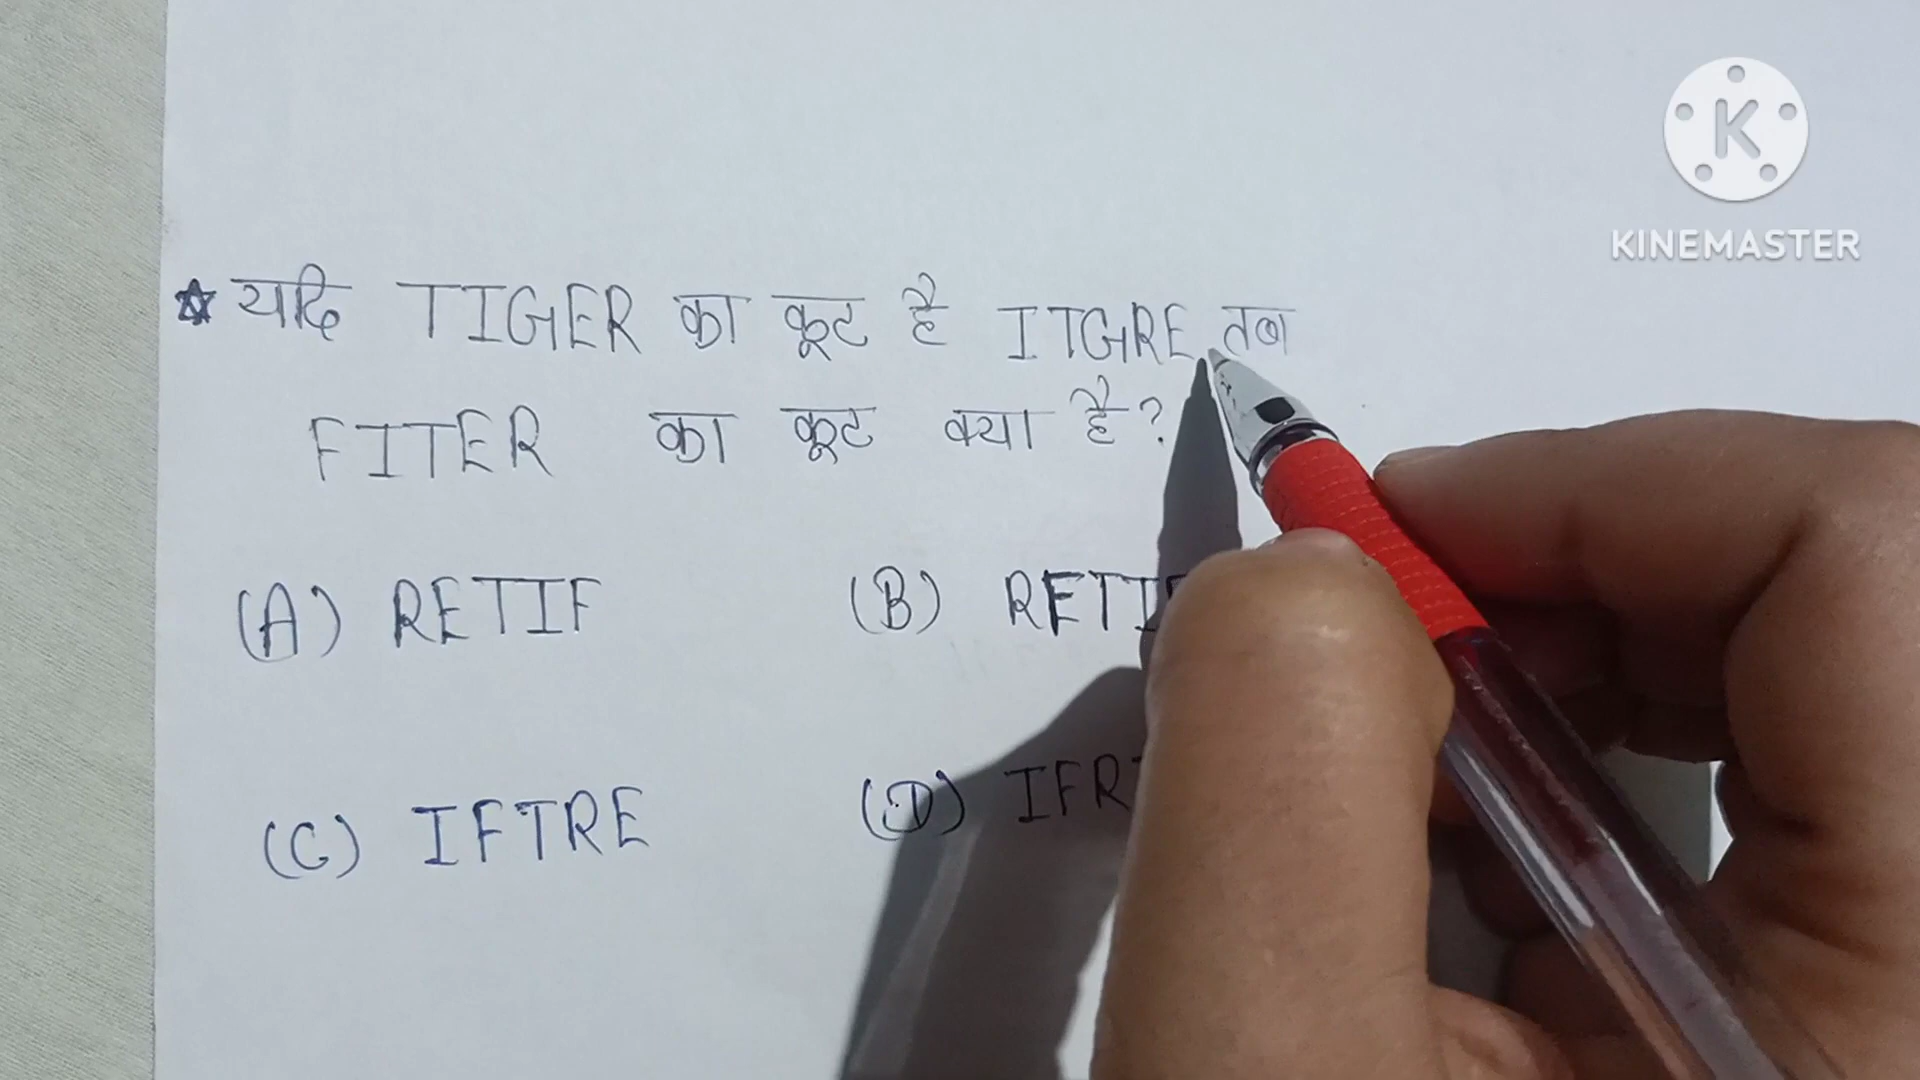 KINEMASTER
☆ यदि TIGER का कूट है ITGRE तब
FITER का कूट क्या है?
(A) RETIF (B)
(C) IFTRE (D)